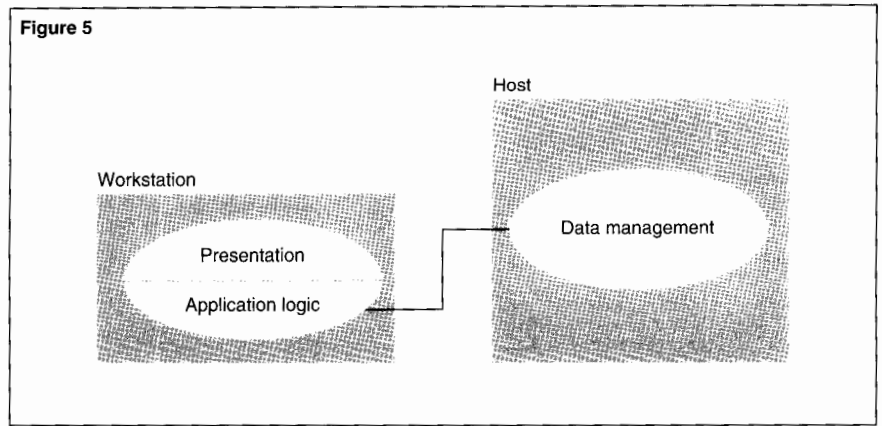 Figure 5
Host
Workstation
Data management
Presentation
Application logic